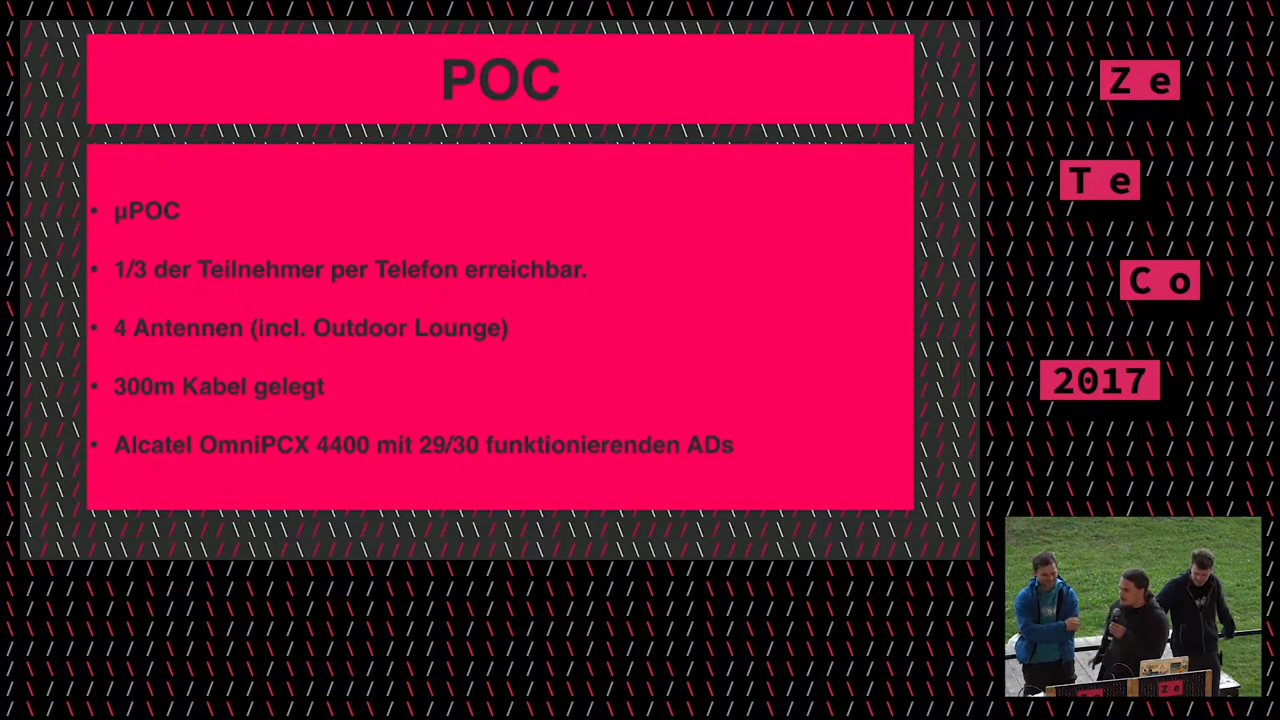 POC
• µPOC
• 1/3 der Teilnehmer per Telefon erreichbar.
• 4 Antennen (incl. Outdoor Lounge)
• 300m Kabel gelegt
• Alcatel OmniPCX 4400 mit 29/30 funktionierenden ADs
Z e
T e
C o
2017
Z e